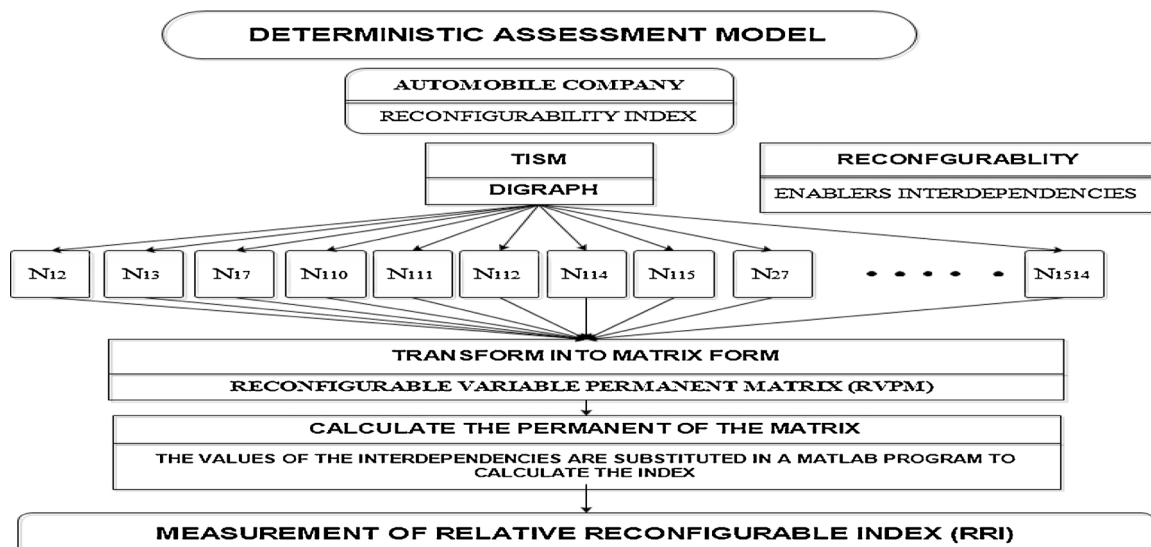 DETERMINISTIC ASSESSMENT MODEL
AUTOMOBILE COMPANY
RECONFIGURABILITY INDEX
TISM
DIGRAPH
RECONFGURABLITY
ENABLERS INTERDEPENDENCIES
N12 N13 N17 N110 N111 N112 N114 N115 N27 • • • • • N1514
TRANSFORM INTO MATRIX FORM
RECONFIGURABLE VARIABLE PERMANENT MATRIX (RVPM)
CALCULATE THE PERMANENT OF THE MATRIX
THE VALUES OF THE INTERDEPENDENCIES ARE SUBSTITUTED IN A MATLAB PROGRAM TO
CALCULATE THE INDEX
MEASUREMENT OF RELATIVE RECONFIGURABLE INDEX (RRI)